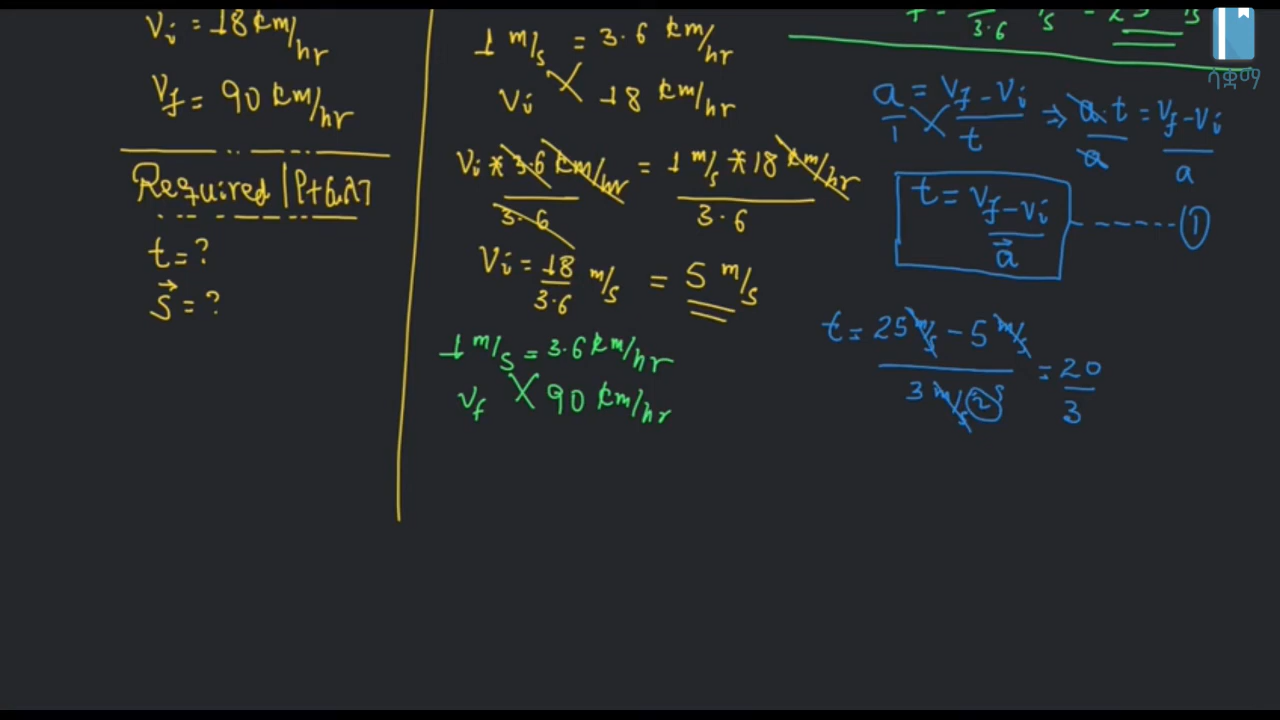 Vi = 18 km/hr
Vf = 90 km/hr
Required | የተፈለገ
t = ?
S⃗ = ?
1 m/s = 3.6 km/hr
Vi 18 km/hr
Vi * 3.6 km/hr / 3.6 = 1 m/s * 18 km/hr / 3.6
Vi = 18/3.6 m/s = 5 m/s
1 m/s = 3.6 km/hr
Vf 90 km/hr
3.6
ሳቋማ
a/1 = Vf - Vi / t ⇒ a·t / a = Vf - Vi / a
t = Vf - Vi / a⃗ -------- ①
t = 25 m/s - 5 m/s / 3 m/s² s = 20/3